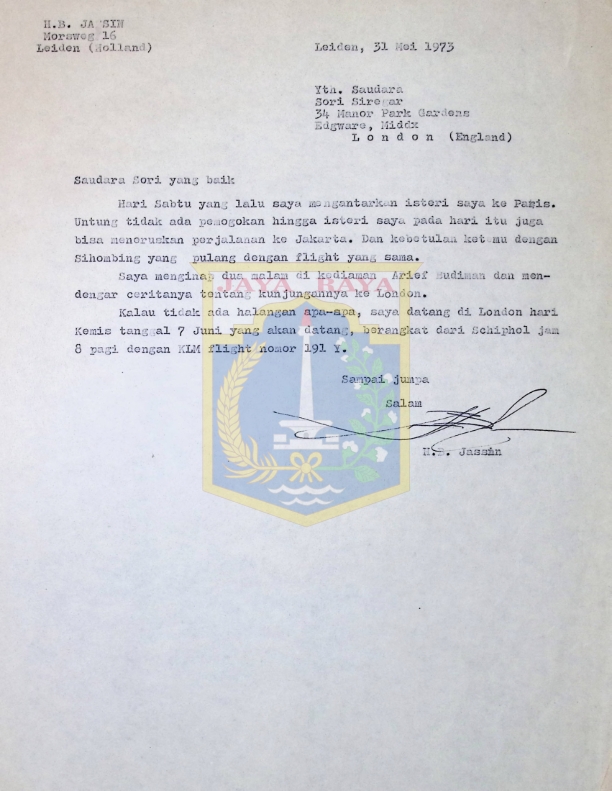 H.B. JASSIN
Morsweg 16
Leiden (Holland)
Leiden, 31 Mei 1973
Yth. Saudara
Sori Siregar
34 Manor Park Gardens
Edgware, Middx
L o n d o n (England)
Saudara Sori yang baik
Hari Sabtu yang lalu saya mengantarkan isteri saya ke Paris.
Untung tidak ada pemogokan hingga isteri saya pada hari itu juga
bisa meneruskan perjalanan ke Jakarta. Dan kebetulan ketemu dengan
Sihombing yang pulang dengan flight yang sama.
Saya menginap dua malam di kediaman Arief Budiman dan men-
dengar ceritanya tentang kunjungannya ke London.
JAYA RAYA
Kalau tidak ada halangan apa-apa, saya datang di London hari
Kemis tanggal 7 Juni yang akan datang, berangkat dari Schiphol jam
8 pagi dengan KLM flight nomor 191 Y.
Sampai jumpa
Salam
H.B. Jassin